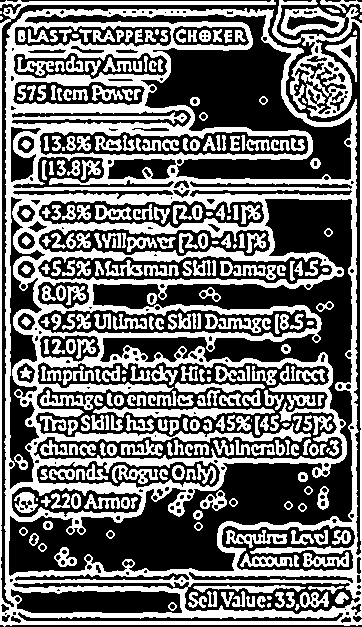 BLAST-TRAPPER'S CHOKER
Legendary Amulet
575 Item Power
13.8% Resistance to All Elements
[13.8]%
+3.8% Dexterity [2.0 - 4.1]%
+2.6% Willpower [2.0 - 4.1]%
+5.5% Marksman Skill Damage [4.5 -
8.0]%
+9.5% Ultimate Skill Damage [8.5 -
12.0]%
Imprinted: Lucky Hit: Dealing direct
damage to enemies affected by your
Trap Skills has up to a 45% [45 - 75]%
chance to make them Vulnerable for 3
seconds. (Rogue Only)
+220 Armor
Requires Level 50
Account Bound
Sell Value: 33,084